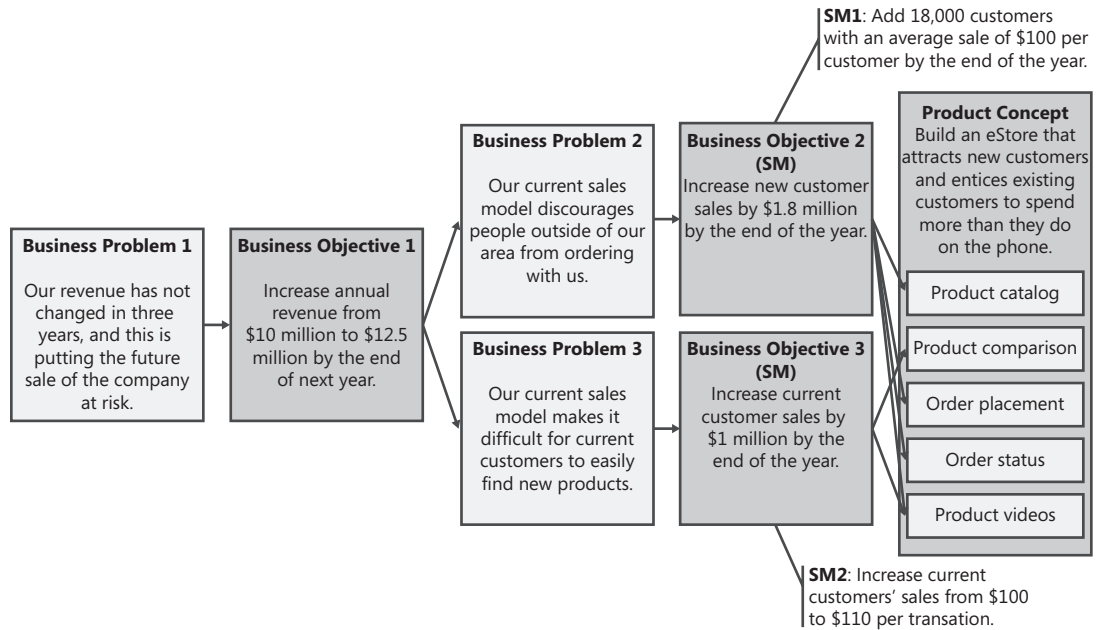 Business Problem 1
Our revenue has not
changed in three
years, and this is
putting the future
sale of the company
at risk.
Business Objective 1
Increase annual
revenue from
$10 million to $12.5
million by the end
of next year.
Business Problem 2
Our current sales
model discourages
people outside of our
area from ordering
with us.
Business Objective 2
(SM)
Increase new customer
sales by $1.8 million
by the end of the year.
SM1: Add 18,000 customers
with an average sale of $100 per
customer by the end of the year.
Business Problem 3
Our current sales
model makes it
difficult for current
customers to easily
find new products.
Business Objective 3
(SM)
Increase current
customer sales by
$1 million by the
end of the year.
SM2: Increase current
customers’ sales from $100
to $110 per transation.
Product Concept
Build an eStore that
attracts new customers
and entices existing
customers to spend
more than they do
on the phone.
Product catalog
Product comparison
Order placement
Order status
Product videos